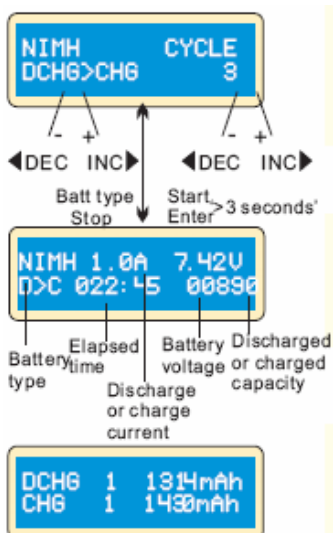 NIMH CYCLE
DCHG>CHG 3
- + - +
◀DEC INC▶ ◀DEC INC▶
Batt type Start
Stop Enter >3 seconds'
NIMH 1.0A 7.42V
D>C 022:45 00890
Battery type
Elapsed time
Discharge or charge current
Battery voltage
Discharged or charged capacity
DCHG 1 1314mAh
CHG 1 1430mAh